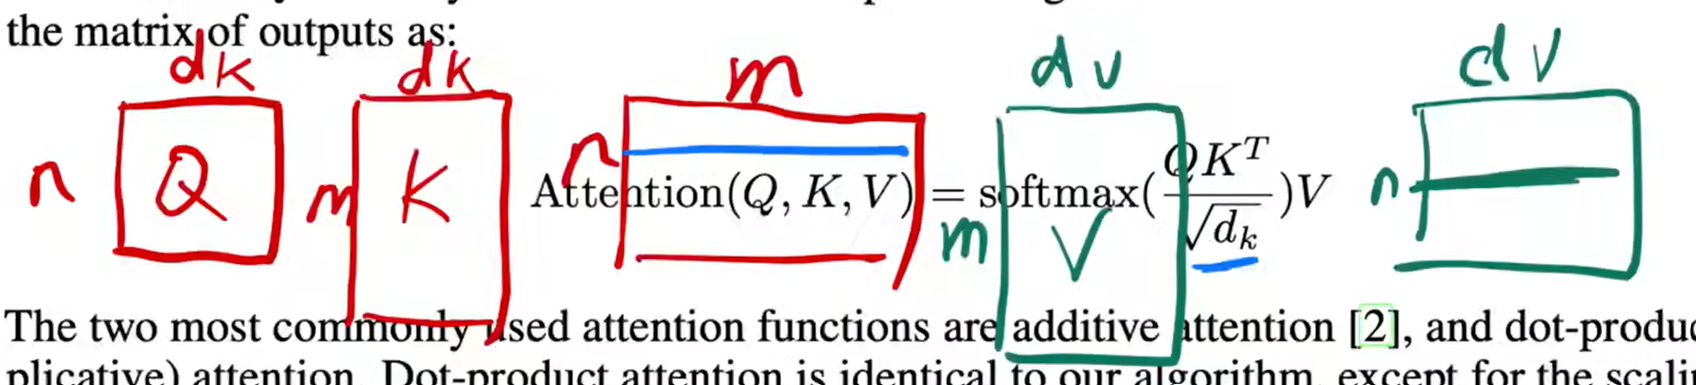 the matrix of outputs as:
dk dk m dv dv
n Q m K n m V n
Attention(Q, K, V) = softmax(\frac{QK^T}{\sqrt{d_k}})V
The two most commonly used attention functions are additive attention [2], and dot-produc
plicative) attention. Dot-product attention is identical to our algorithm, except for the scali